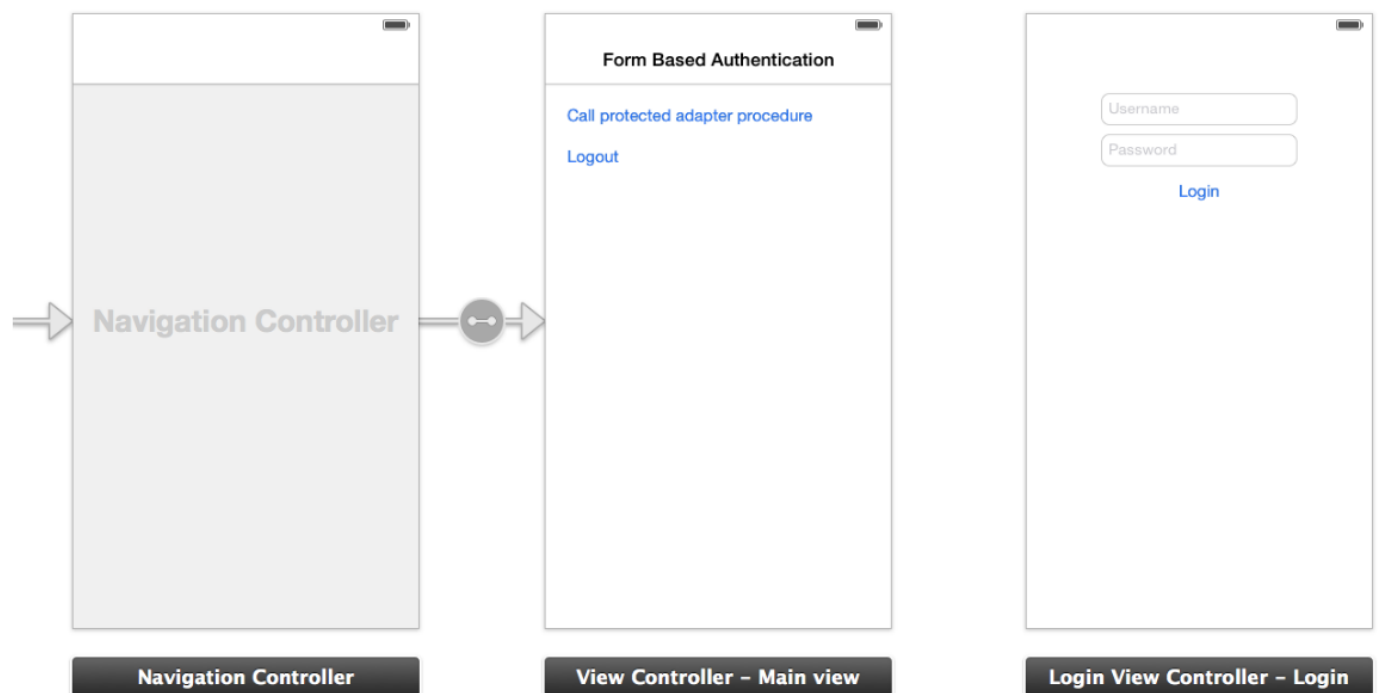 Navigation Controller
Navigation Controller
Form Based Authentication
Call protected adapter procedure
Logout
View Controller – Main view
Username
Password
Login
Login View Controller – Login